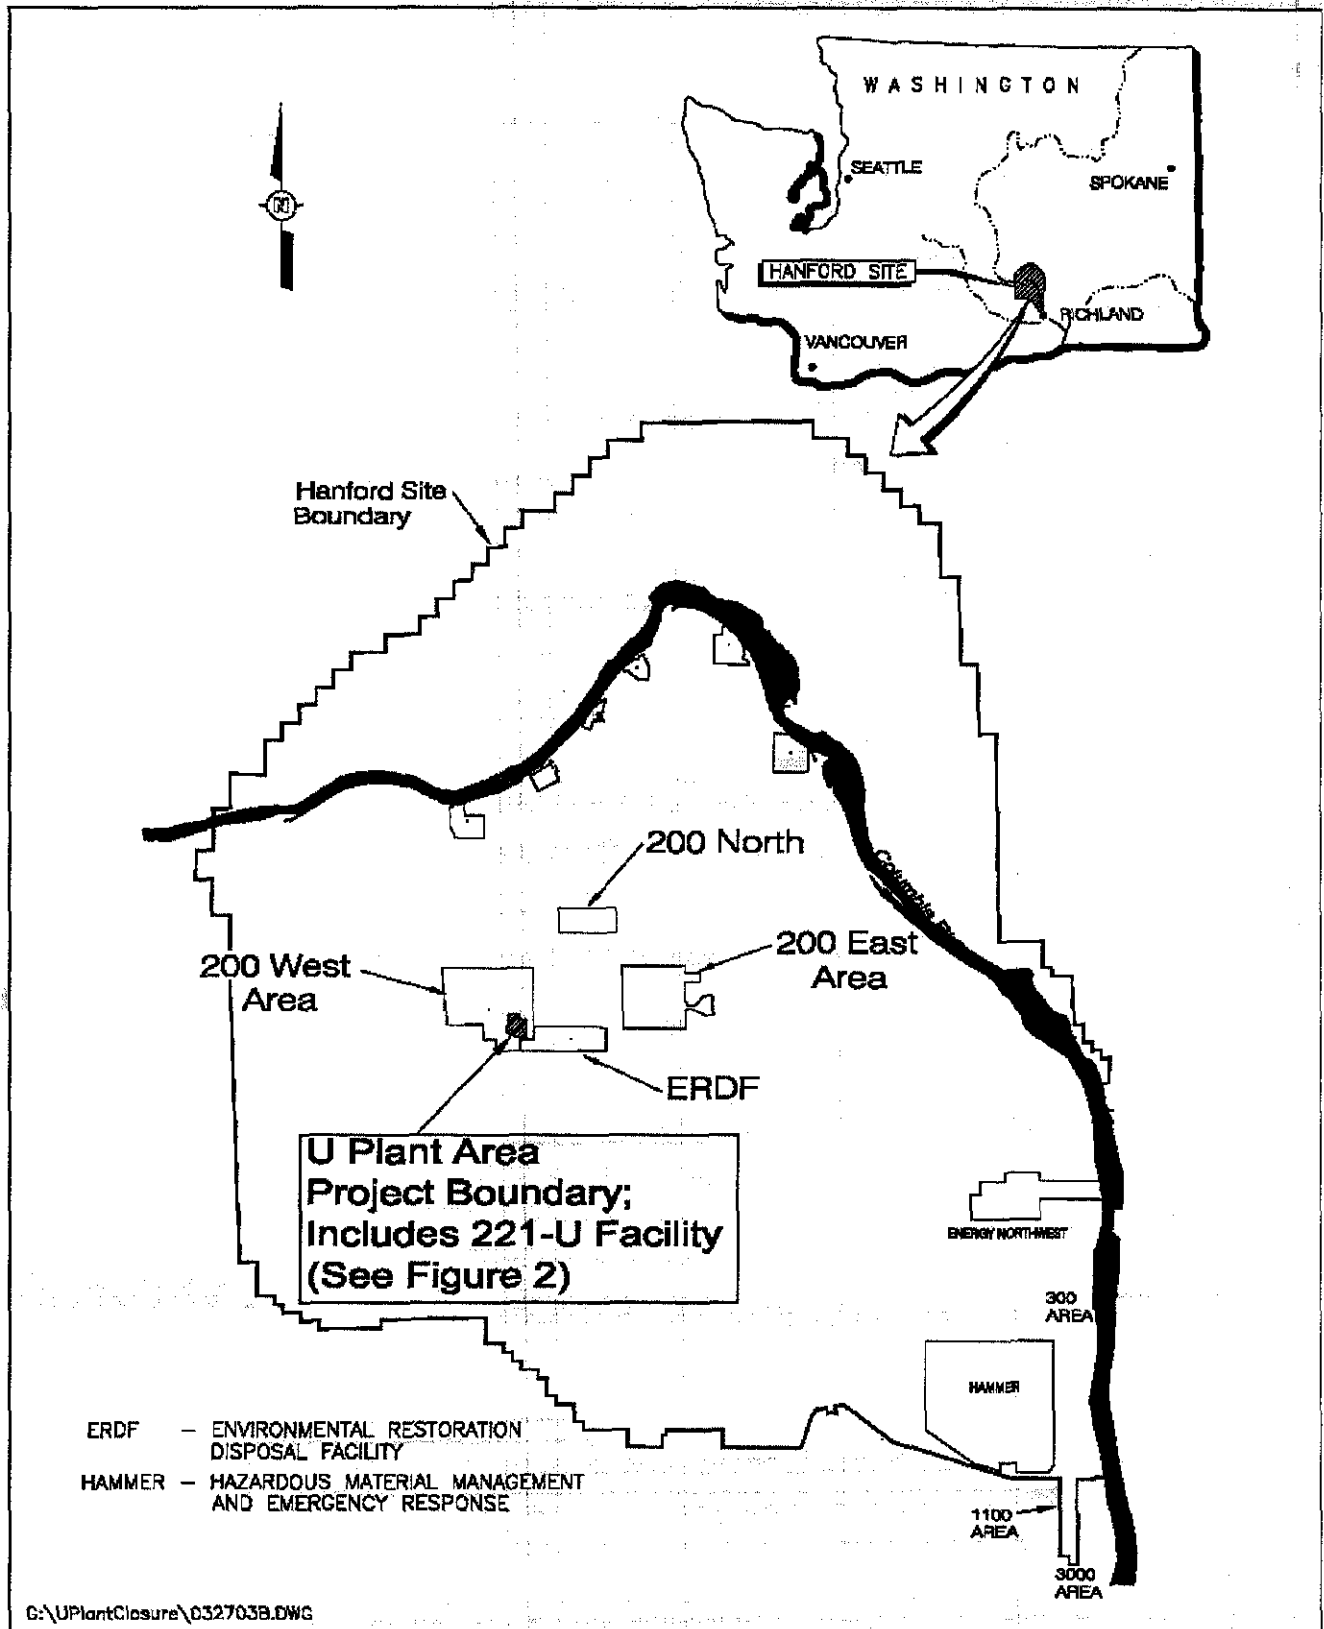 WASHINGTON
SEATTLE
SPOKANE
N
HANFORD SITE
RICHLAND
VANCOUVER
Hanford Site
Boundary
200 North
Columbia
200 West
Area
200 East
Area
ERDF
U Plant Area
Project Boundary;
Includes 221-U Facility
(See Figure 2)
ENERGY NORTHWEST
300
AREA
HAMMER
ERDF – ENVIRONMENTAL RESTORATION
DISPOSAL FACILITY
HAMMER – HAZARDOUS MATERIAL MANAGEMENT
AND EMERGENCY RESPONSE
1100
AREA
3000
AREA
G:\UPlantClosure\032703B.DWG